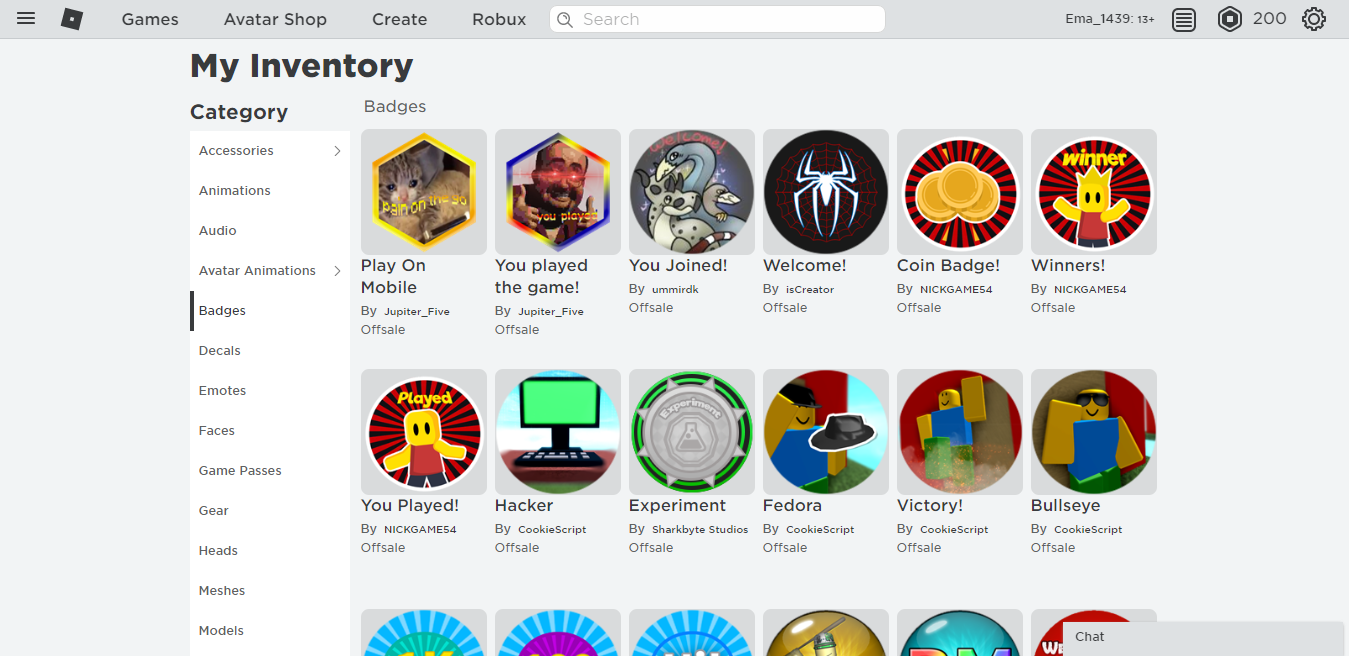 Games Avatar Shop Create Robux Search Ema_1439: 13+ 200
My Inventory
Category
Badges
Accessories
Animations
Audio
Avatar Animations
Badges
Decals
Emotes
Faces
Game Passes
Gear
Heads
Meshes
Models
pain on the go
you played
welcome!
winner
Play On
Mobile
By Jupiter_Five
Offsale
You played
the game!
By Jupiter_Five
Offsale
You Joined!
By ummirdk
Offsale
Welcome!
By isCreator
Offsale
Coin Badge!
By NICKGAME54
Offsale
Winners!
By NICKGAME54
Offsale
Played
Experiment
You Played!
By NICKGAME54
Offsale
Hacker
By CookieScript
Offsale
Experiment
By Sharkbyte Studios
Offsale
Fedora
By CookieScript
Offsale
Victory!
By CookieScript
Offsale
Bullseye
By CookieScript
Offsale
Chat